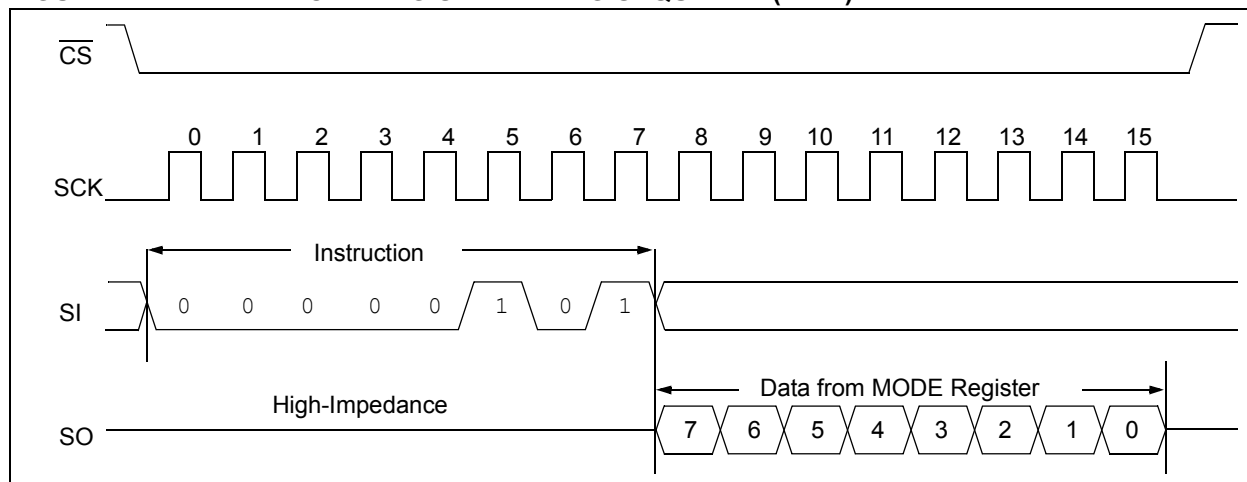 CS
0 1 2 3 4 5 6 7 8 9 10 11 12 13 14 15
SCK
Instruction
SI 0 0 0 0 0 1 0 1
Data from MODE Register
High-Impedance
SO 7 6 5 4 3 2 1 0